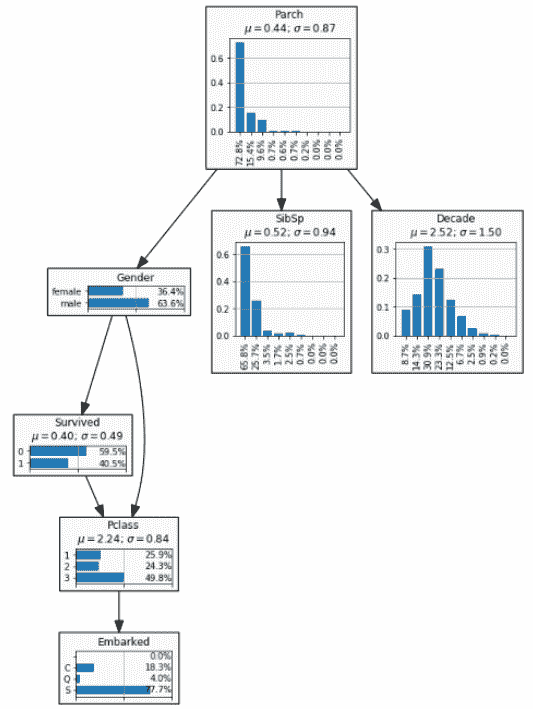 Parch
μ = 0.44; σ = 0.87
0.6
0.4
0.2
0.0
72.8%
15.4%
9.6%
0.7%
0.6%
0.7%
0.2%
0.0%
0.0%
0.0%
SibSp
μ = 0.52; σ = 0.94
0.6
0.4
0.2
0.0
65.8%
25.7%
3.5%
1.7%
2.5%
0.7%
0.0%
0.0%
0.0%
Decade
μ = 2.52; σ = 1.50
0.3
0.2
0.1
0.0
8.7%
14.3%
30.9%
23.3%
12.5%
6.7%
2.5%
0.9%
0.2%
0.0%
Gender
female 36.4%
male 63.6%
Survived
μ = 0.40; σ = 0.49
0 59.5%
1 40.5%
Pclass
μ = 2.24; σ = 0.84
1 25.9%
2 24.3%
3 49.8%
Embarked
0.0%
C 18.3%
Q 4.0%
S 77.7%